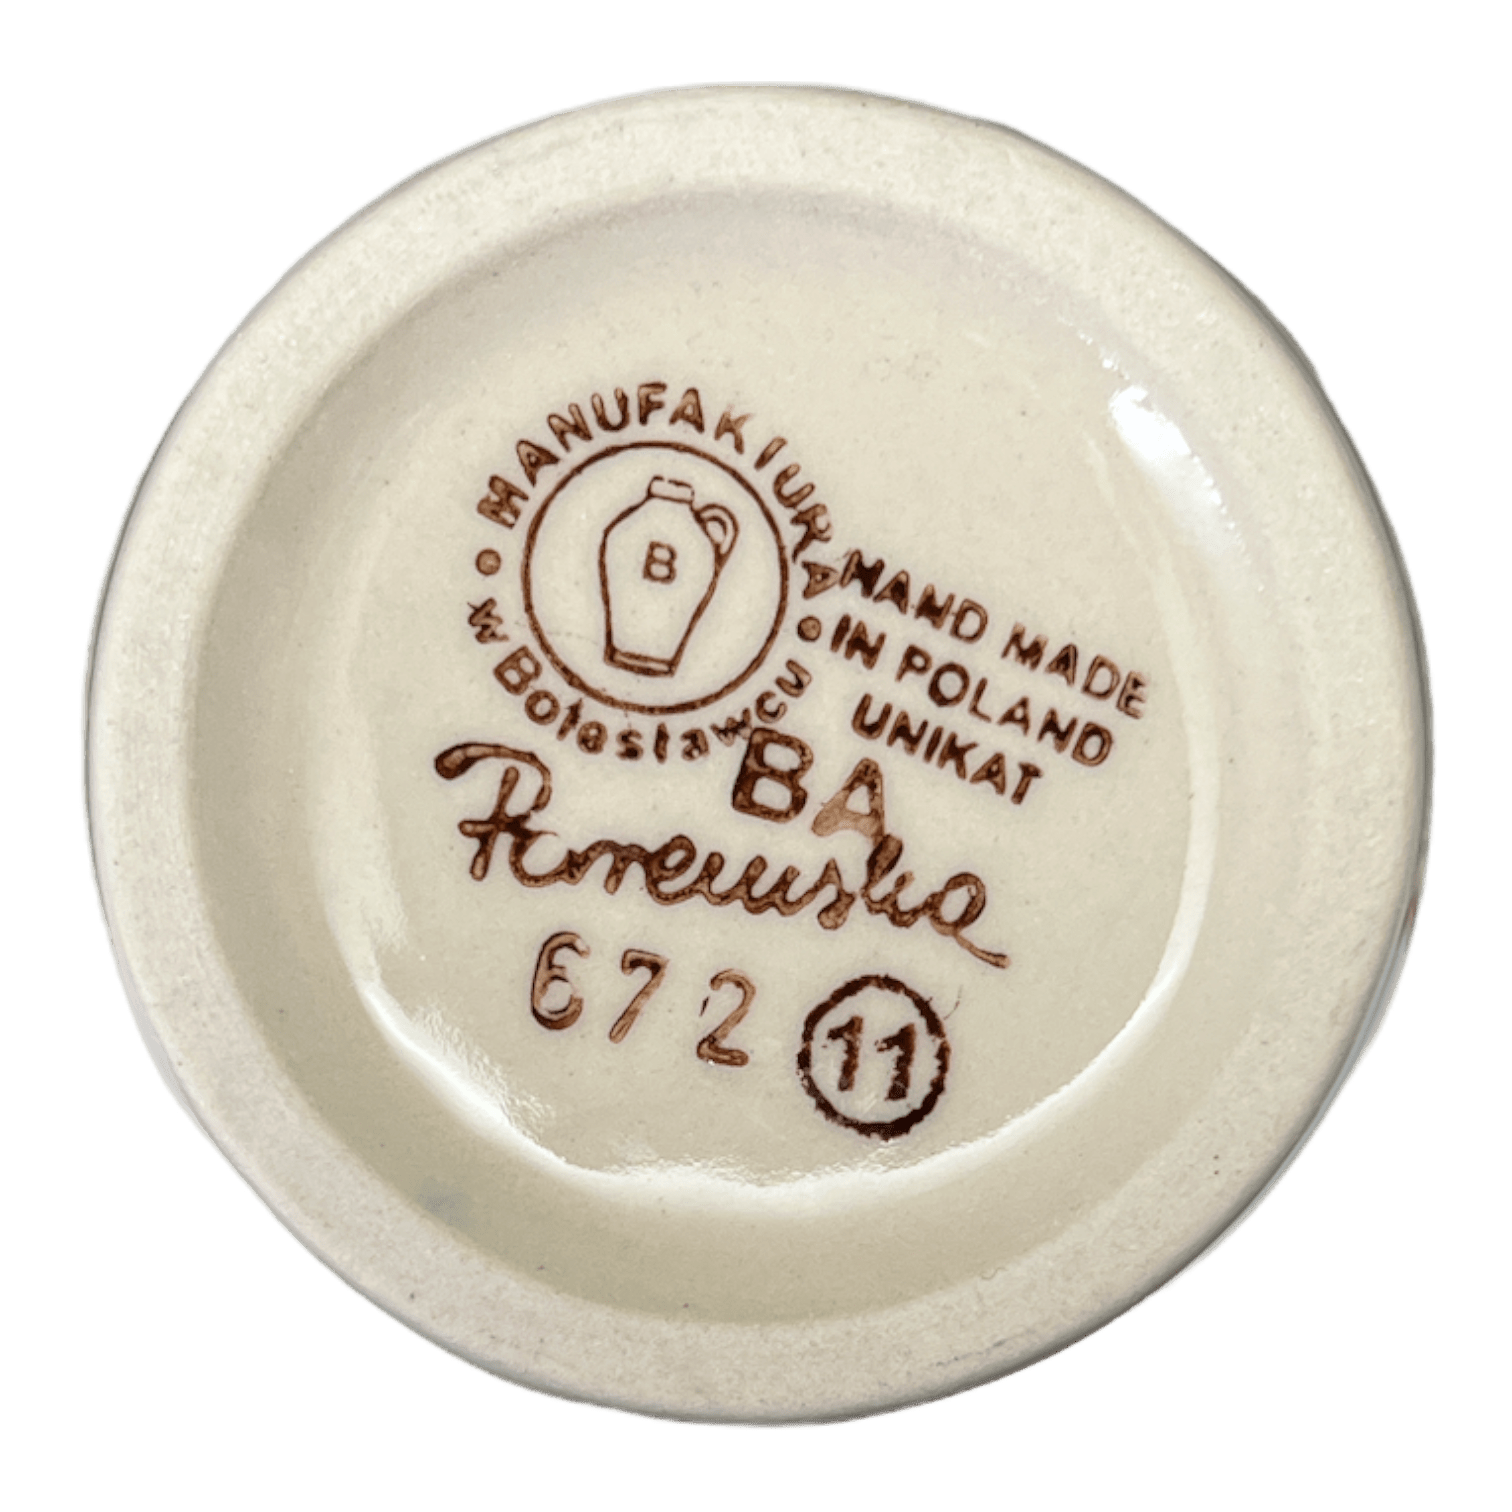 MANUFAKTURA
w Bolesławcu
B
HAND MADE
IN POLAND
UNIKAT
BA
672
11